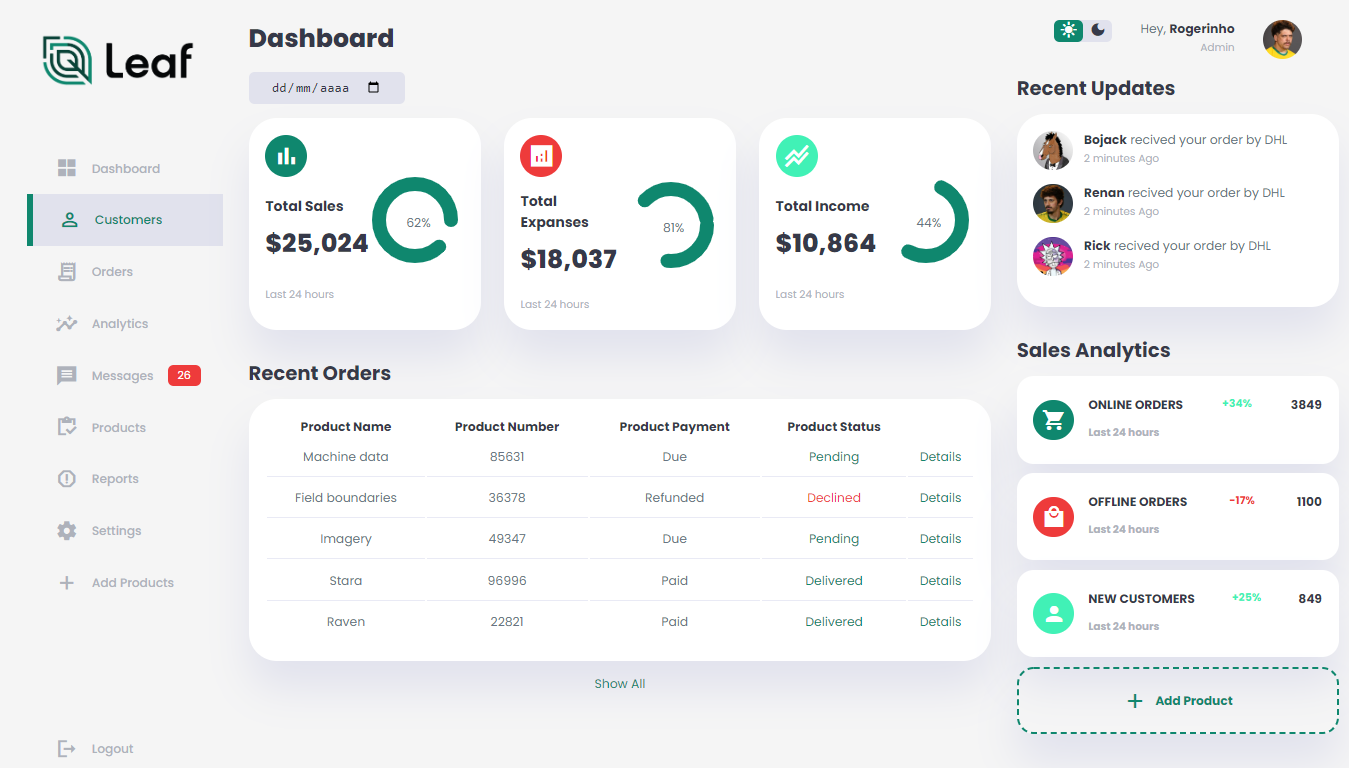 Leaf
Dashboard
Customers
Orders
Analytics
Messages 26
Products
Reports
Settings
Add Products
Logout
Dashboard
dd/mm/aaaa
Total Sales
$25,024
62%
Last 24 hours
Total
Expanses
$18,037
81%
Last 24 hours
Total Income
$10,864
44%
Last 24 hours
Recent Orders
Product Name Product Number Product Payment Product Status
Machine data 85631 Due Pending Details
Field boundaries 36378 Refunded Declined Details
Imagery 49347 Due Pending Details
Stara 96996 Paid Delivered Details
Raven 22821 Paid Delivered Details
Show All
Hey, Rogerinho
Admin
Recent Updates
Bojack recived your order by DHL
2 minutes Ago
Renan recived your order by DHL
2 minutes Ago
Rick recived your order by DHL
2 minutes Ago
Sales Analytics
ONLINE ORDERS +34% 3849
Last 24 hours
OFFLINE ORDERS -17% 1100
Last 24 hours
NEW CUSTOMERS +25% 849
Last 24 hours
Add Product